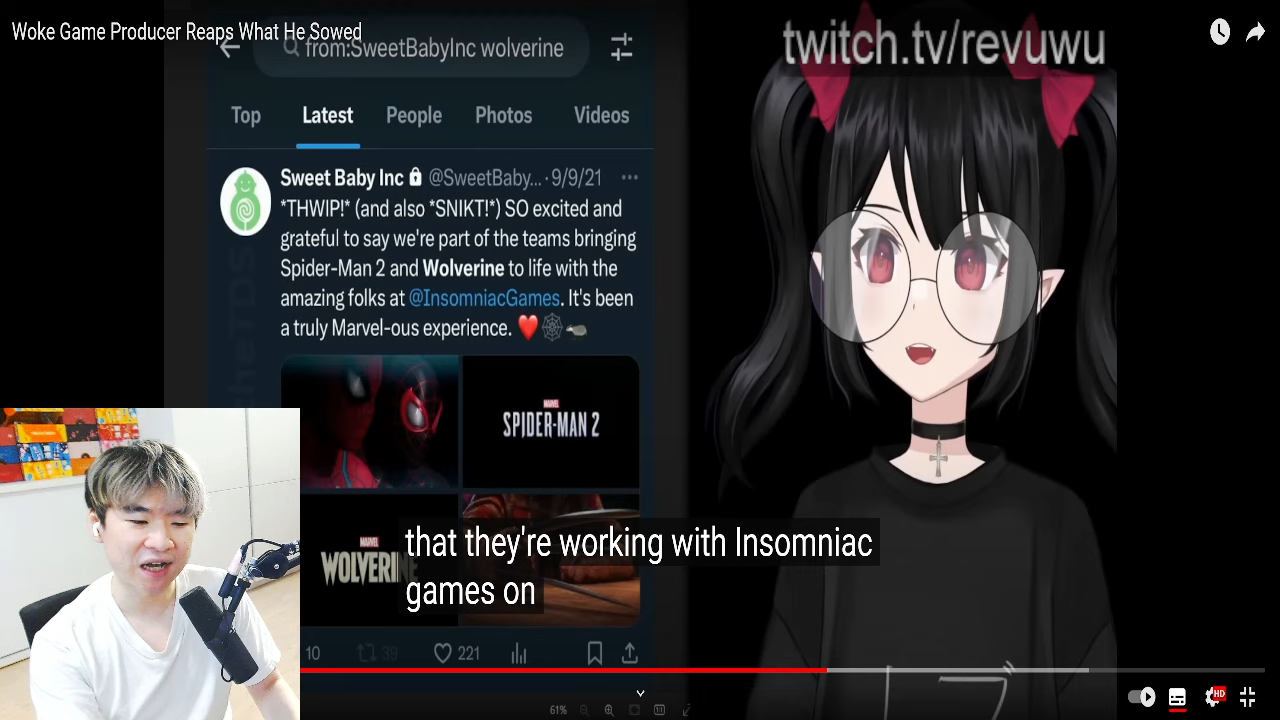 Woke Game Producer Reaps What He Sowed
from:SweetBabyInc wolverine
twitch.tv/revuwu
Top Latest People Photos Videos
Sweet Baby Inc @SweetBaby... · 9/9/21
*THWIP!* (and also *SNIKT!*) SO excited and
grateful to say we're part of the teams bringing
Spider-Man 2 and Wolverine to life with the
amazing folks at @InsomniacGames. It's been
a truly Marvel-ous experience.
MARVEL
SPIDER-MAN 2
MARVEL
WOLVERINE
that they're working with Insomniac
games on
10 39 221
61%
HD